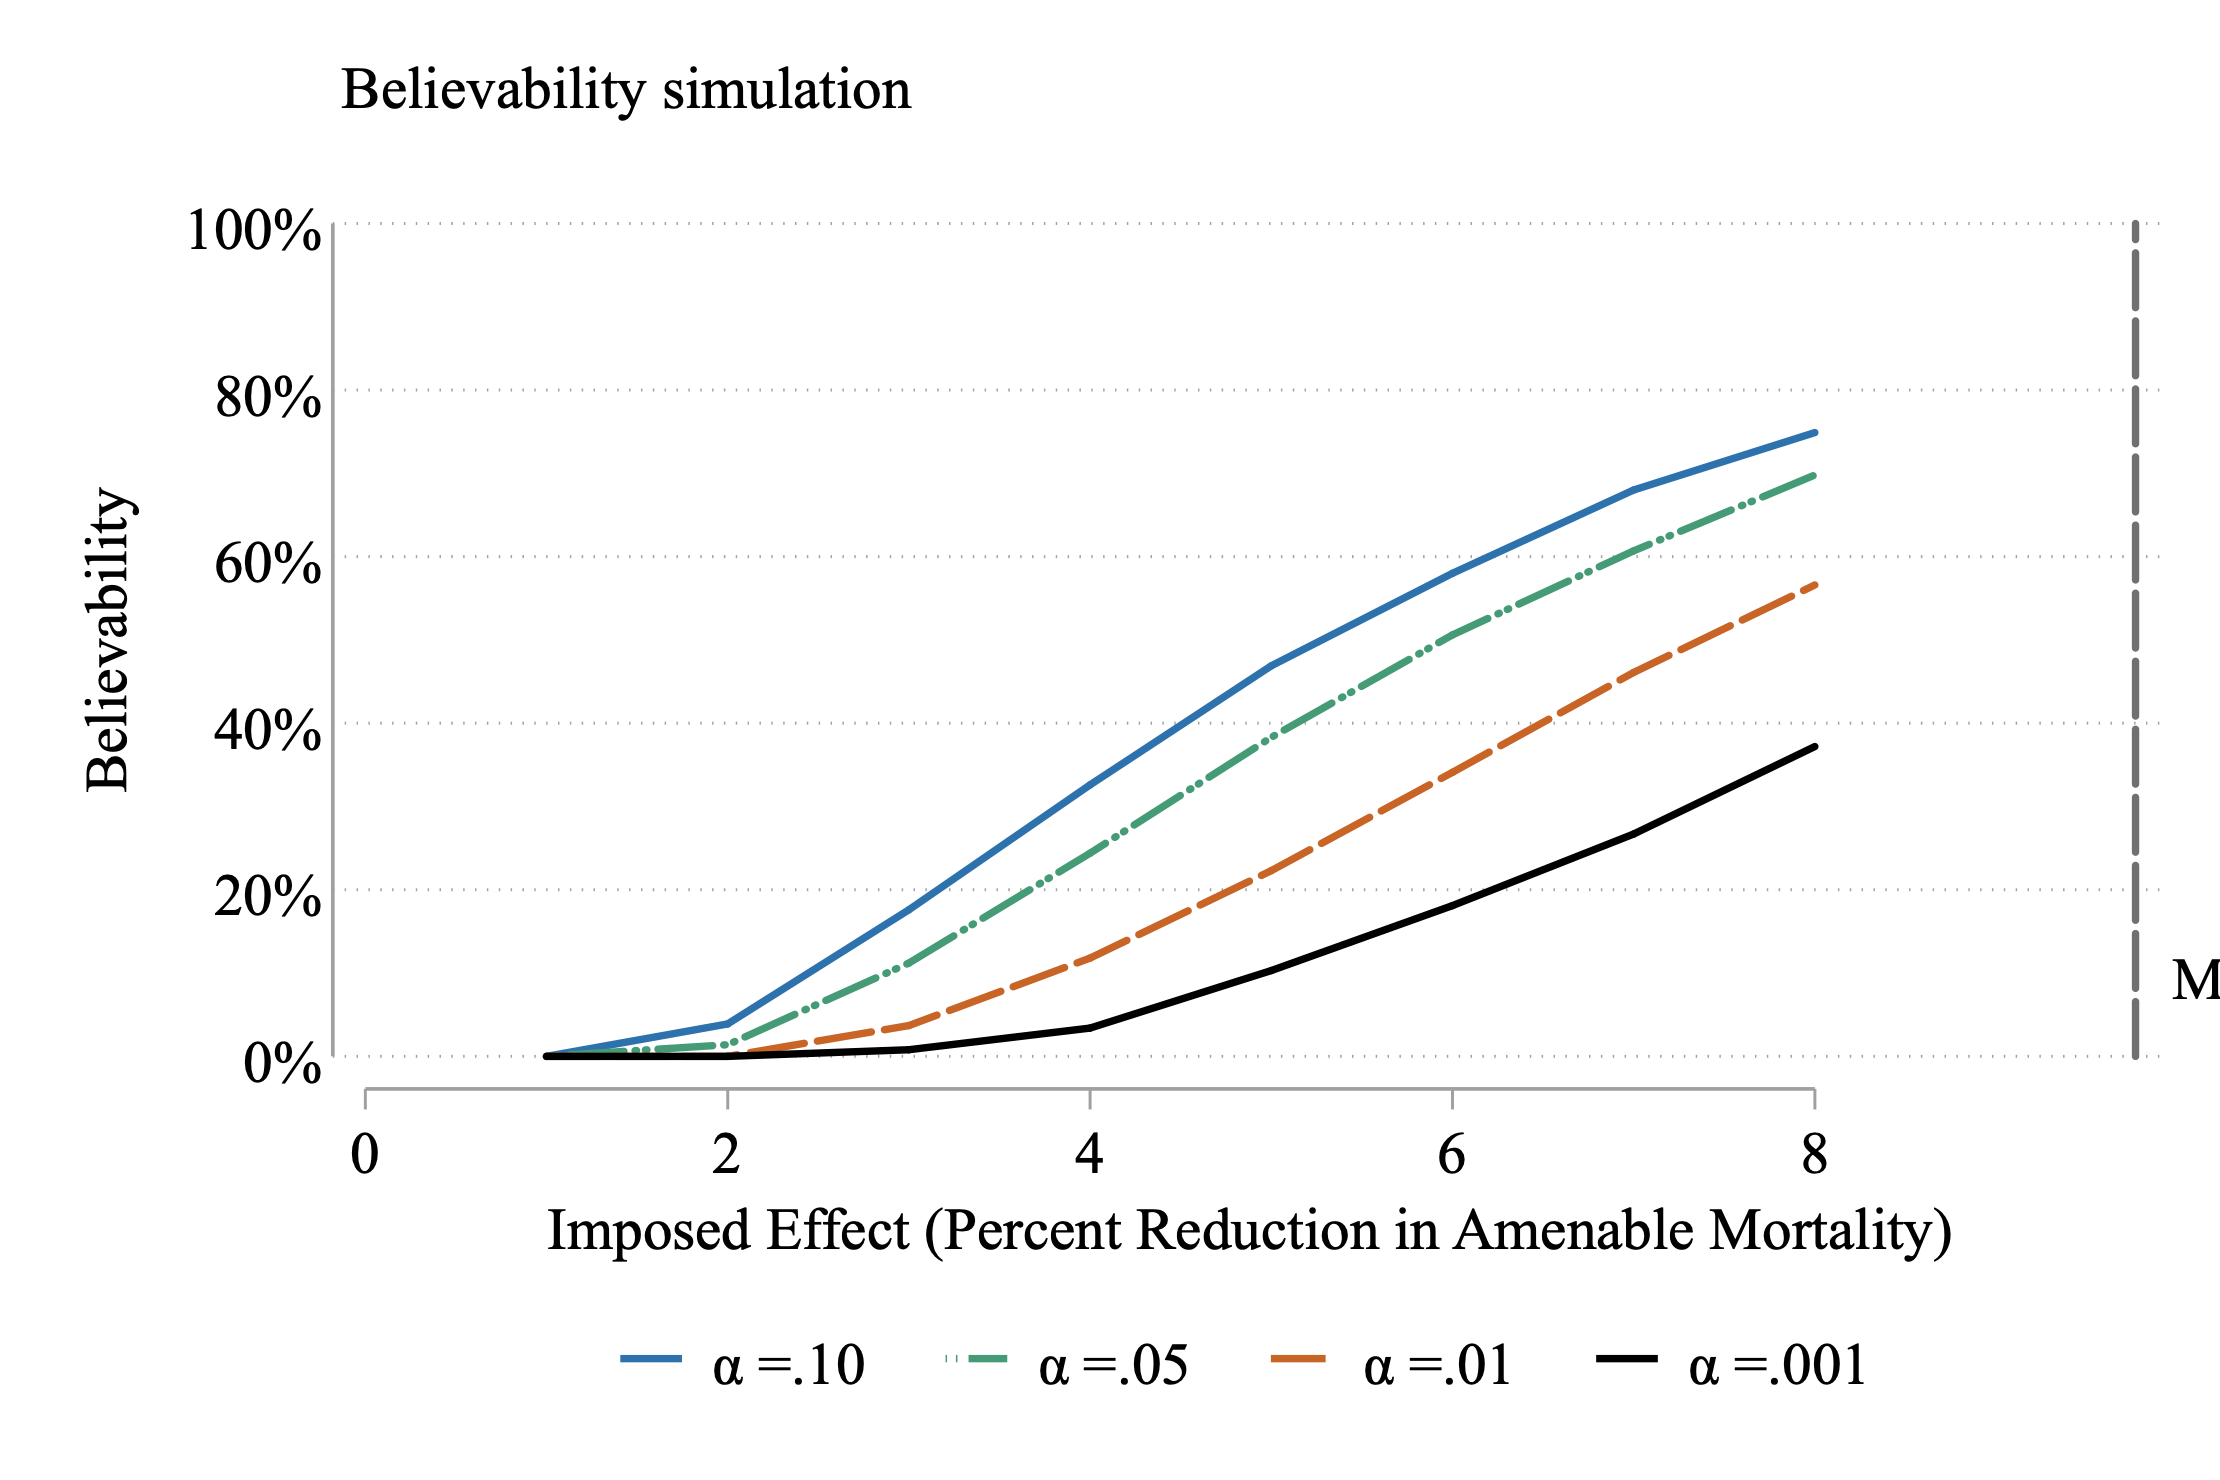 Believability simulation
100%
80%
60%
40%
20%
0%
Believability
M
0 2 4 6 8
Imposed Effect (Percent Reduction in Amenable Mortality)
α =.10 α =.05 α =.01 α =.001